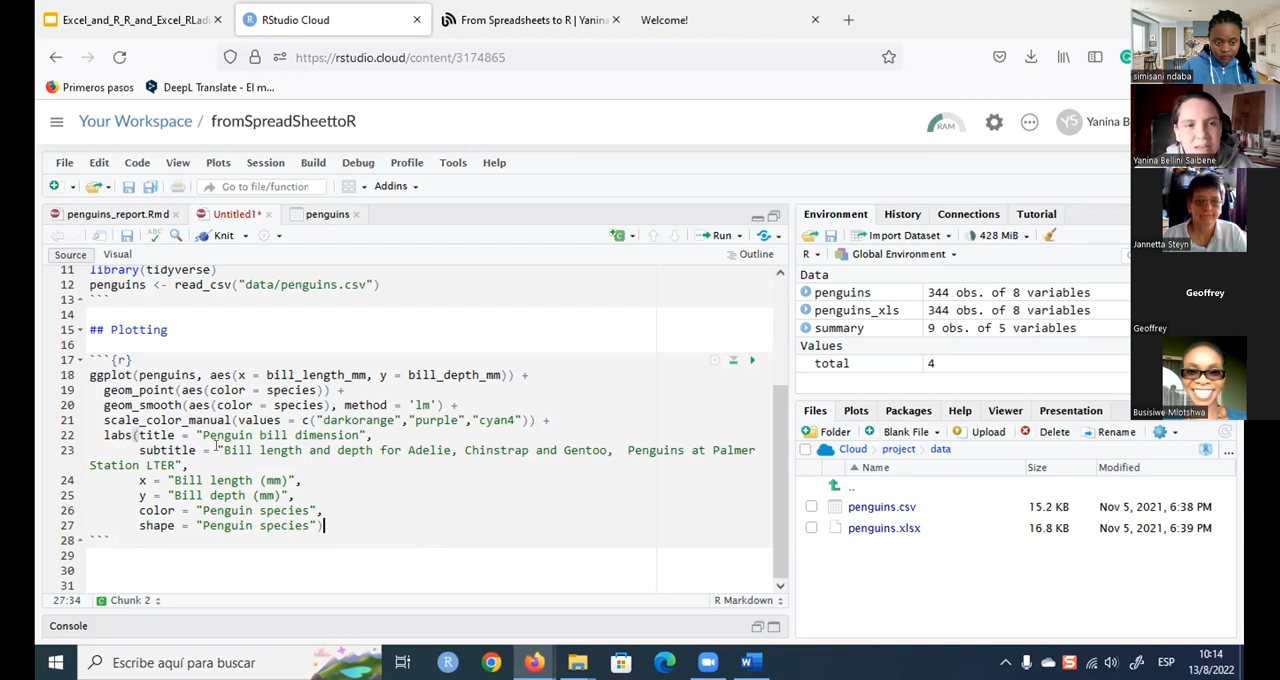 Excel_and_R_R_and_Excel_RLadi
RStudio Cloud
From Spreadsheets to R | Yanina
Welcome!
https://rstudio.cloud/content/3174865
Primeros pasos
DeepL Translate - El m...
Your Workspace / fromSpreadSheettoR
RAM
YS
Yanina B
File Edit Code View Plots Session Build Debug Profile Tools Help
Go to file/function
Addins
penguins_report.Rmd
Untitled1*
penguins
ABC
Knit
Run
Source Visual
Outline
11 library(tidyverse)
12 penguins <- read_csv("data/penguins.csv")
13 ```
14
15 ## Plotting
16
17 ```{r}
18 ggplot(penguins, aes(x = bill_length_mm, y = bill_depth_mm)) +
19 geom_point(aes(color = species)) +
20 geom_smooth(aes(color = species), method = 'lm') +
21 scale_color_manual(values = c("darkorange","purple","cyan4")) +
22 labs(title = "Penguin bill dimension",
23 subtitle = "Bill length and depth for Adelie, Chinstrap and Gentoo, Penguins at Palmer
Station LTER",
24 x = "Bill length (mm)",
25 y = "Bill depth (mm)",
26 color = "Penguin species",
27 shape = "Penguin species")
28 ```
29
30
31
27:34 Chunk 2 R Markdown
Console
Environment History Connections Tutorial
Import Dataset 428 MiB
R Global Environment
Data
penguins 344 obs. of 8 variables
penguins_xls 344 obs. of 8 variables
summary 9 obs. of 5 variables
Values
total 4
Files Plots Packages Help Viewer Presentation
Folder Blank File Upload Delete Rename
Cloud project data
Name Size Modified
..
penguins.csv 15.2 KB Nov 5, 2021, 6:38 PM
penguins.xlsx 16.8 KB Nov 5, 2021, 6:39 PM
simisani ndaba
Yanina Bellini Saibene
Jannetta Steyn
Geoffrey
Geoffrey
Busisiwe Mlotshwa
Escribe aquí para buscar
ESP
10:14
13/8/2022